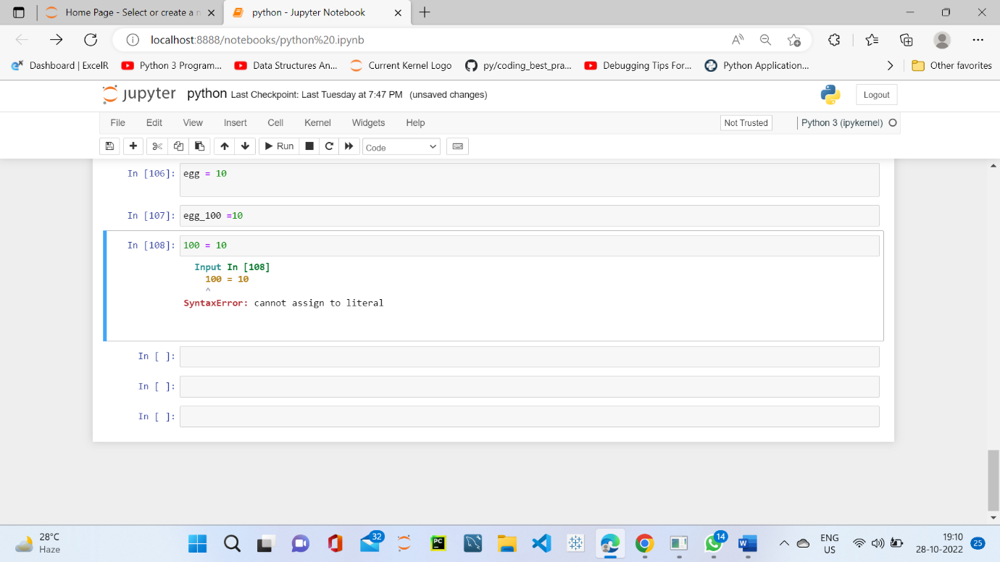 Home Page - Select or create a n
python - Jupyter Notebook
localhost:8888/notebooks/python%20.ipynb
Dashboard | ExcelR
Python 3 Program...
Data Structures An...
Current Kernel Logo
py/coding_best_pra...
Debugging Tips For...
Python Application...
Other favorites
jupyter python Last Checkpoint: Last Tuesday at 7:47 PM (unsaved changes)
Logout
File Edit View Insert Cell Kernel Widgets Help
Not Trusted
Python 3 (ipykernel)
Run
Code
In [106]: egg = 10
In [107]: egg_100 =10
In [108]: 100 = 10
Input In [108]
100 = 10
^
SyntaxError: cannot assign to literal
In [ ]:
In [ ]:
In [ ]:
28°C
Haze
32
PC
14
W
ENG
US
19:10
28-10-2022
25